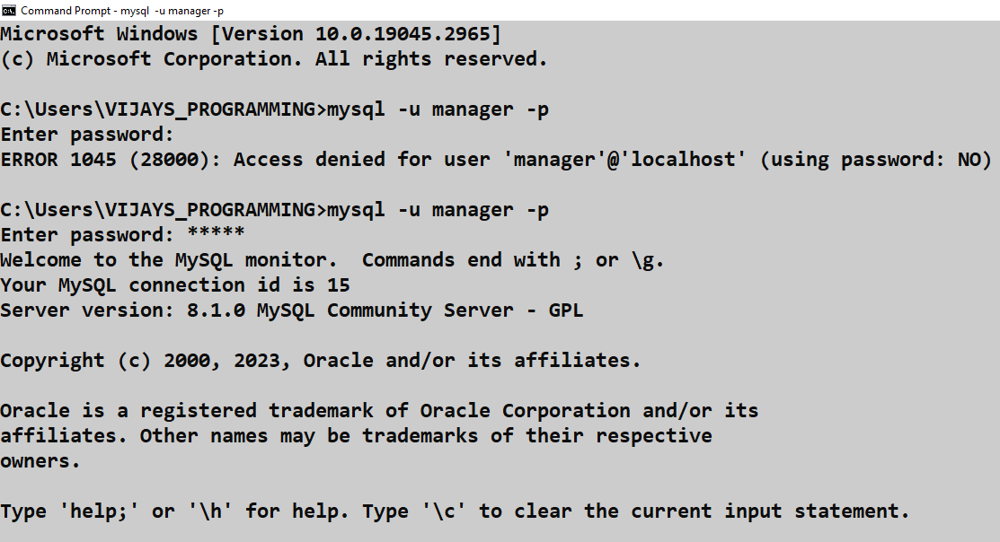 Command Prompt - mysql  -u manager -p
Microsoft Windows [Version 10.0.19045.2965]
(c) Microsoft Corporation. All rights reserved.
C:\Users\VIJAYS_PROGRAMMING>mysql -u manager -p
Enter password:
ERROR 1045 (28000): Access denied for user 'manager'@'localhost' (using password: NO)
C:\Users\VIJAYS_PROGRAMMING>mysql -u manager -p
Enter password: *****
Welcome to the MySQL monitor.  Commands end with ; or \g.
Your MySQL connection id is 15
Server version: 8.1.0 MySQL Community Server - GPL
Copyright (c) 2000, 2023, Oracle and/or its affiliates.
Oracle is a registered trademark of Oracle Corporation and/or its
affiliates. Other names may be trademarks of their respective
owners.
Type 'help;' or '\h' for help. Type '\c' to clear the current input statement.